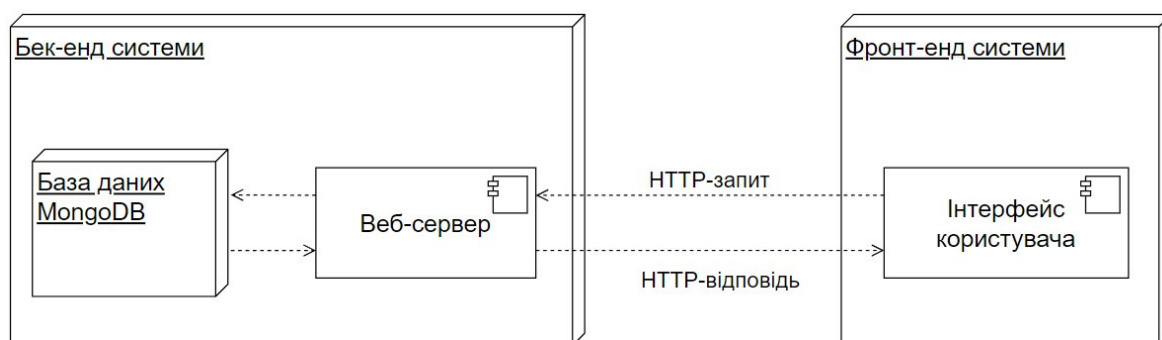 Бек-енд системи
Фронт-енд системи
База даних
MongoDB
Веб-сервер
HTTP-запит
HTTP-відповідь
Інтерфейс
користувача